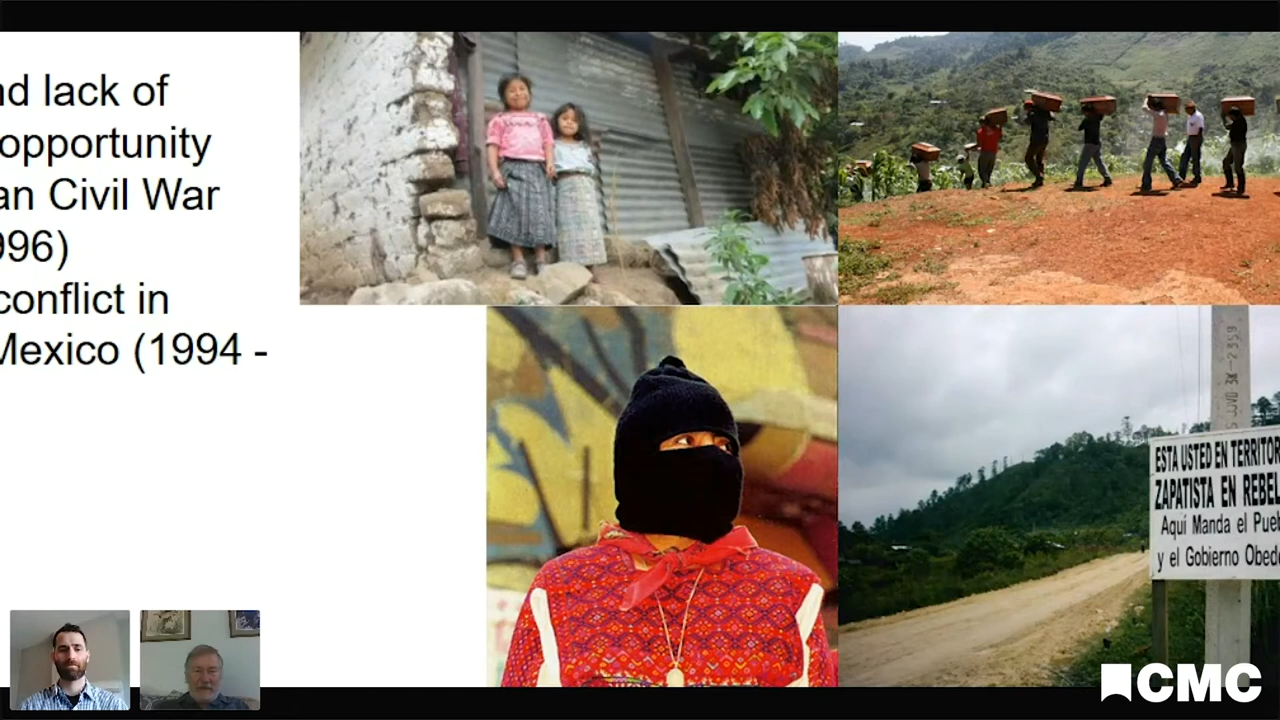 nd lack of
opportunity
an Civil War
996)
conflict in
Mexico (1994 -
ESTA USTED EN TERRITOR
ZAPATISTA EN REBEL
Aquí Manda el Pueb
y el Gobierno Obede
CMC